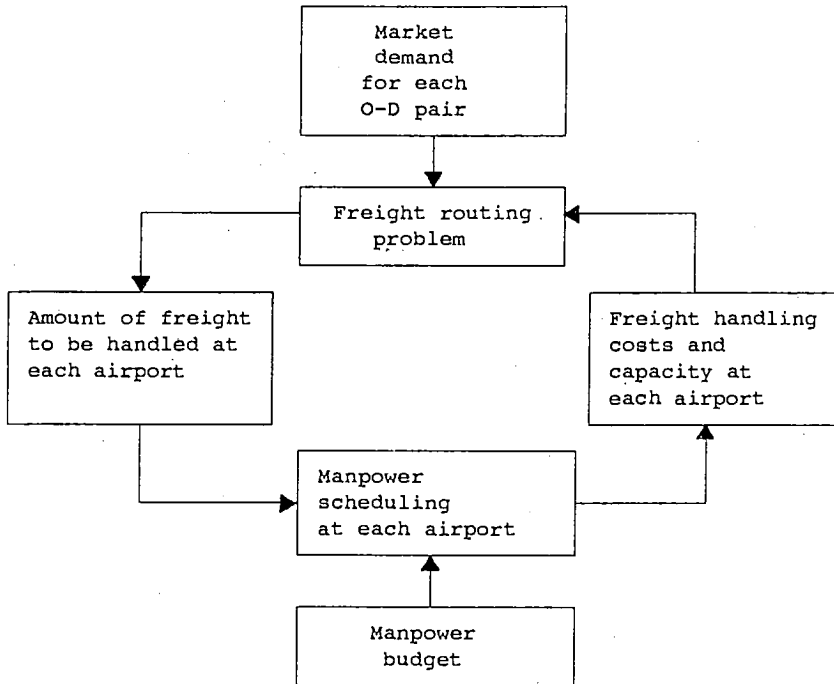 Market
demand
for each
O-D pair
Freight routing
problem
Amount of freight
to be handled at
each airport
Freight handling
costs and
capacity at
each airport
Manpower
scheduling
at each airport
Manpower
budget